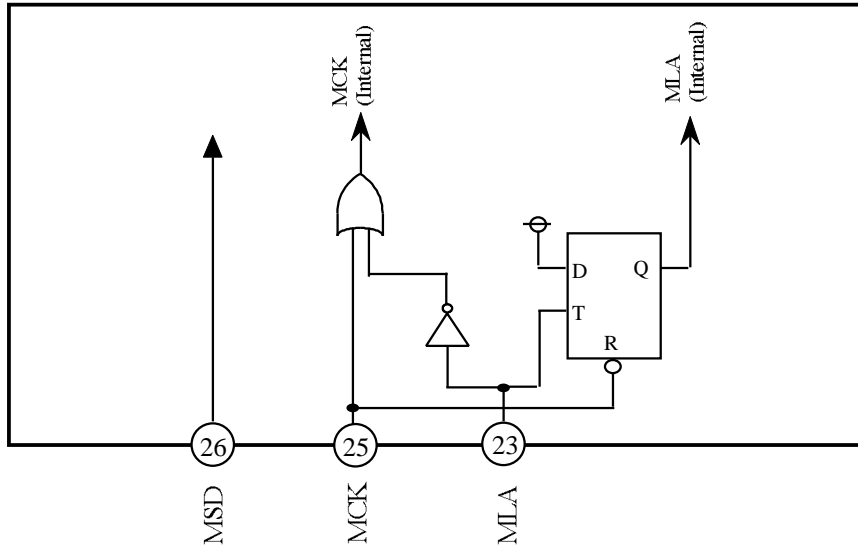 MCK
(Internal)
MLA
(Internal)
D
Q
T
R
26
25
23
MSD
MCK
MLA